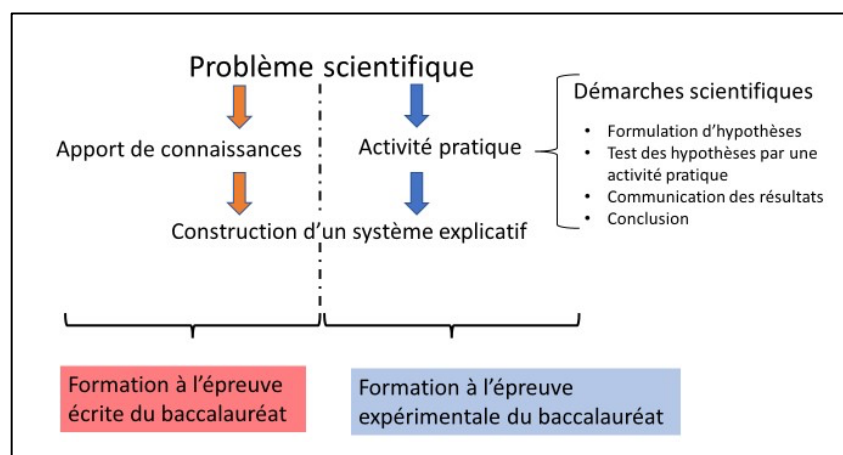 Problème scientifique
Apport de connaissances
Activité pratique
Construction d'un système explicatif
Démarches scientifiques
• Formulation d'hypothèses
• Test des hypothèses par une
activité pratique
• Communication des résultats
• Conclusion
Formation à l'épreuve
écrite du baccalauréat
Formation à l'épreuve
expérimentale du baccalauréat